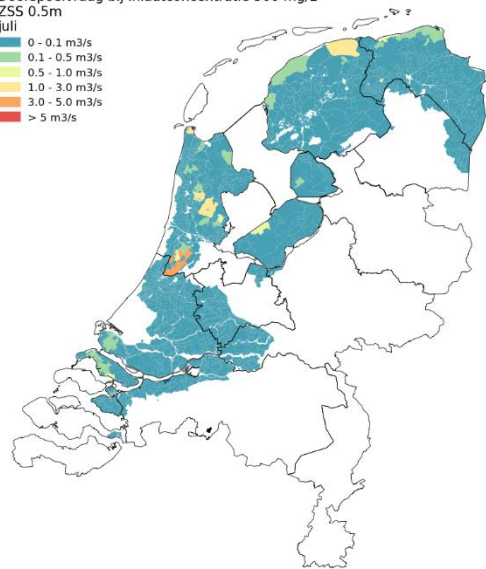 ZSS 0.5m
juli
0 - 0.1 m3/s
0.1 - 0.5 m3/s
0.5 - 1.0 m3/s
1.0 - 3.0 m3/s
3.0 - 5.0 m3/s
> 5 m3/s